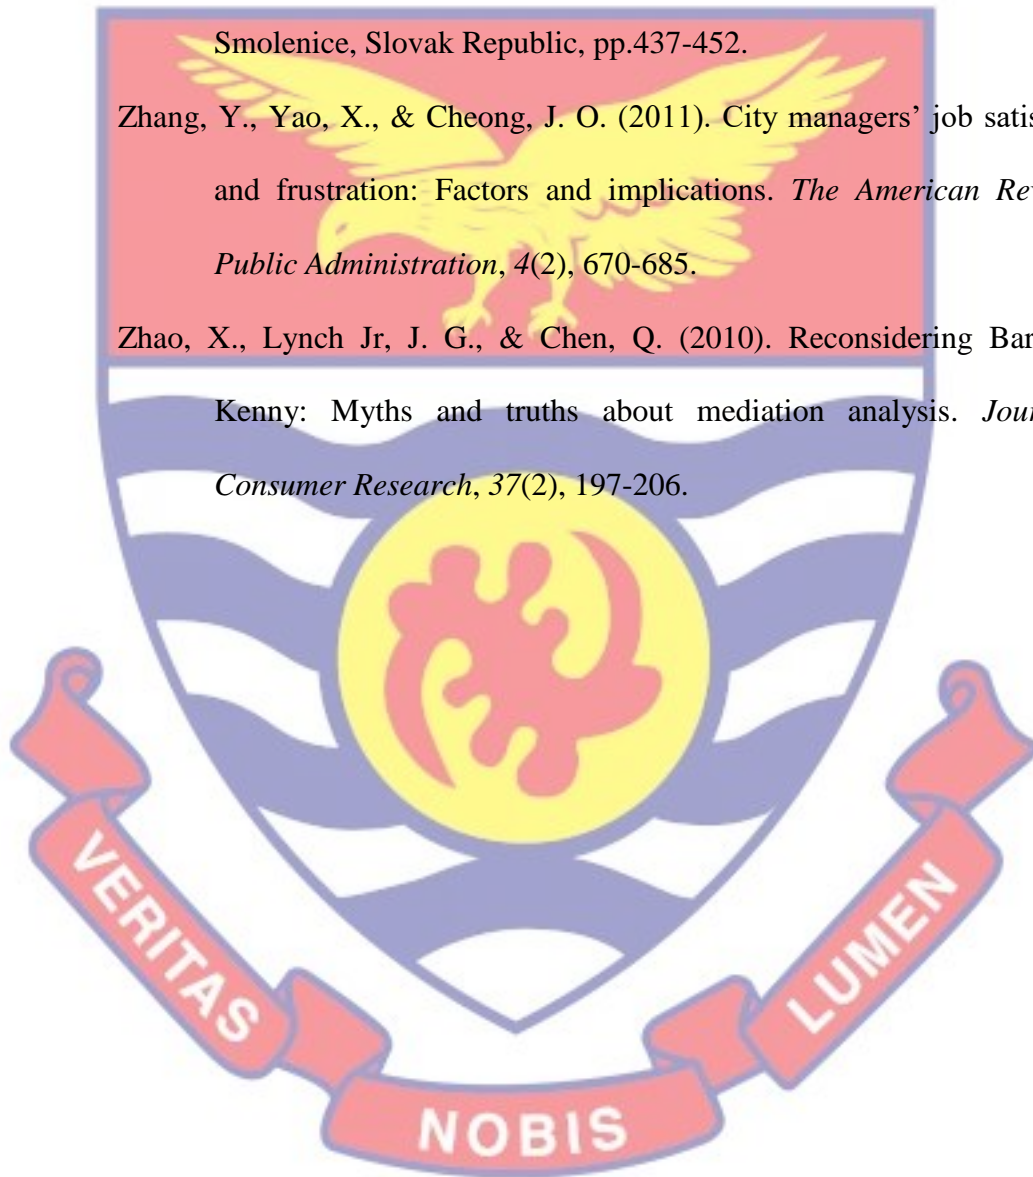 Smolenice, Slovak Republic, pp.437-452.
Zhang, Y., Yao, X., & Cheong, J. O. (2011). City managers’ job satis
and frustration: Factors and implications. The American Re
Public Administration, 4(2), 670-685.
Zhao, X., Lynch Jr, J. G., & Chen, Q. (2010). Reconsidering Bar
Kenny: Myths and truths about mediation analysis. Jour
Consumer Research, 37(2), 197-206.
VERITAS
NOBIS
LUMEN